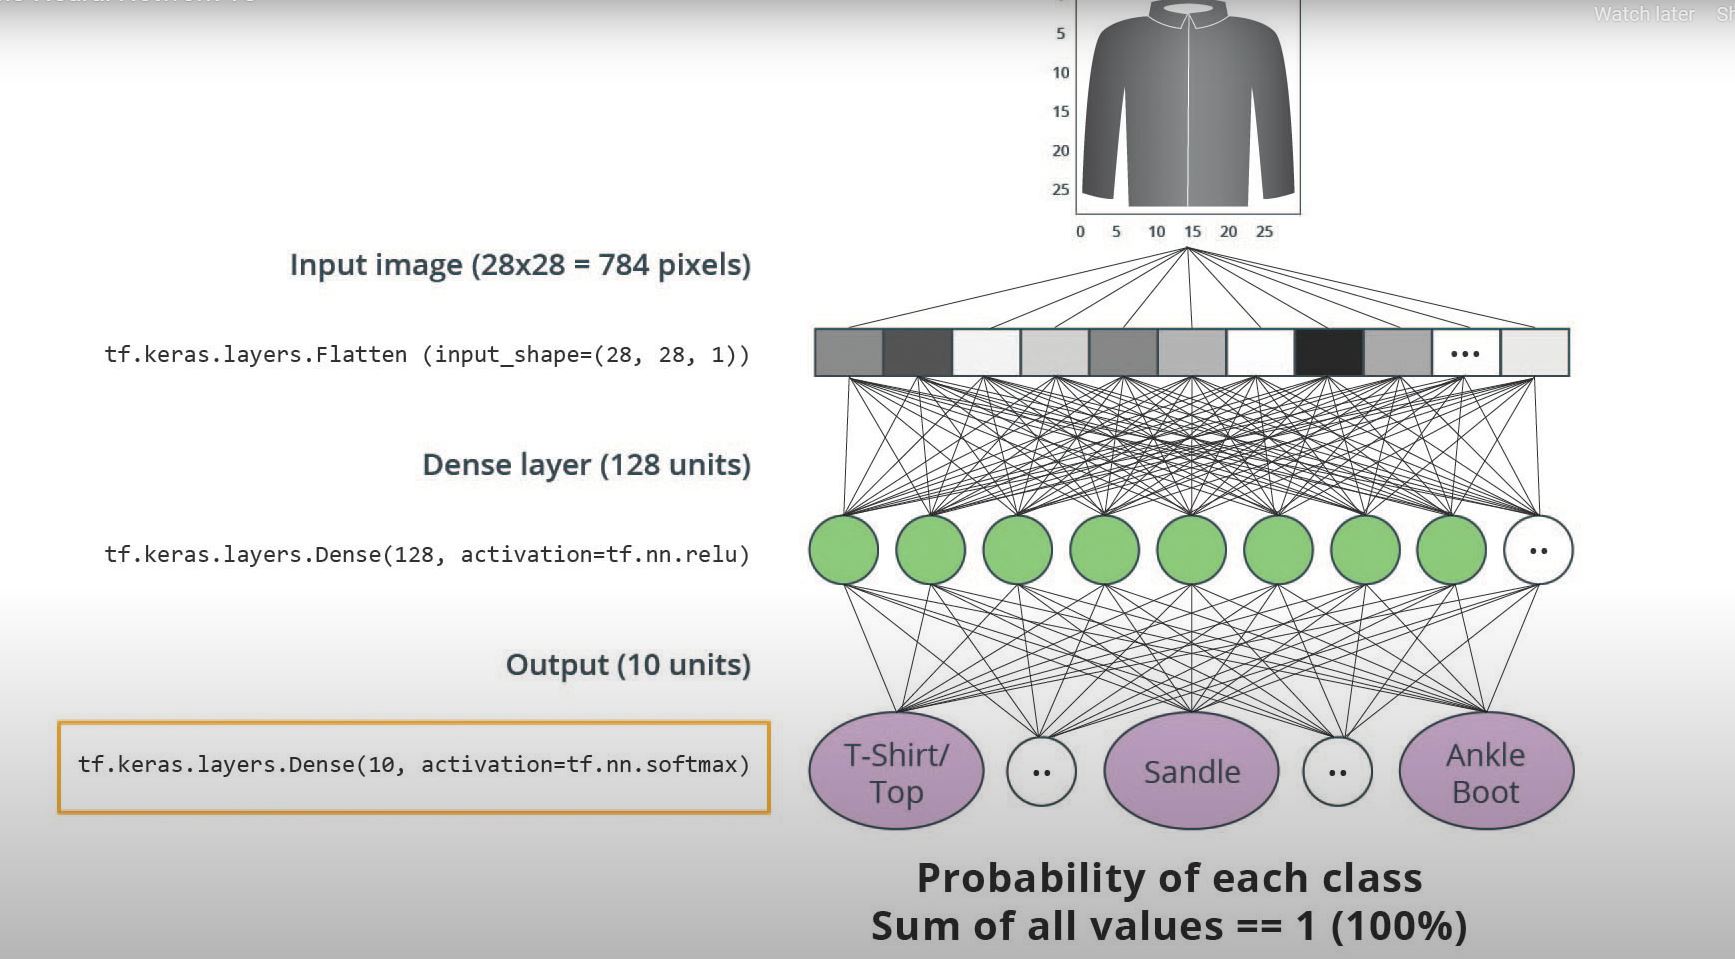 Watch later
5
10
15
20
25
0 5 10 15 20 25
Input image (28x28 = 784 pixels)
tf.keras.layers.Flatten (input_shape=(28, 28, 1))
...
Dense layer (128 units)
tf.keras.layers.Dense(128, activation=tf.nn.relu)
..
Output (10 units)
tf.keras.layers.Dense(10, activation=tf.nn.softmax)
T-Shirt/
Top
..
Sandle
..
Ankle
Boot
Probability of each class
Sum of all values == 1 (100%)